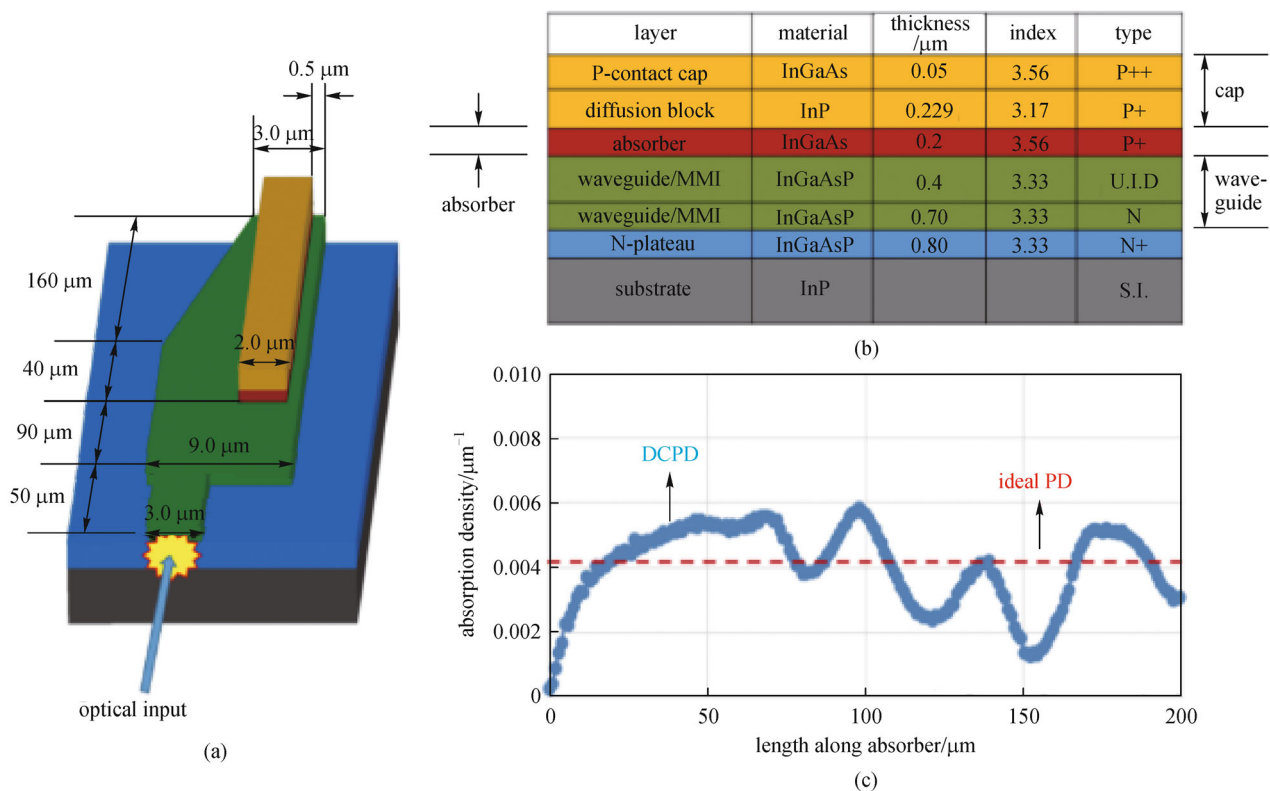 0.5 μm
3.0 μm
absorber
160 μm
2.0 μm
40 μm
90 μm
9.0 μm
50 μm
3.0 μm
optical input
(a)
layer material thickness /μm index type
P-contact cap InGaAs 0.05 3.56 P++
diffusion block InP 0.229 3.17 P+
absorber InGaAs 0.2 3.56 P+
waveguide/MMI InGaAsP 0.4 3.33 U.I.D
waveguide/MMI InGaAsP 0.70 3.33 N
N-plateau InGaAsP 0.80 3.33 N+
substrate InP S.I.
cap
wave-
guide
(b)
0.010
0.008
0.006
0.004
0.002
0
absorption density/μm⁻¹
DCPD
ideal PD
0 50 100 150 200
length along absorber/μm
(c)